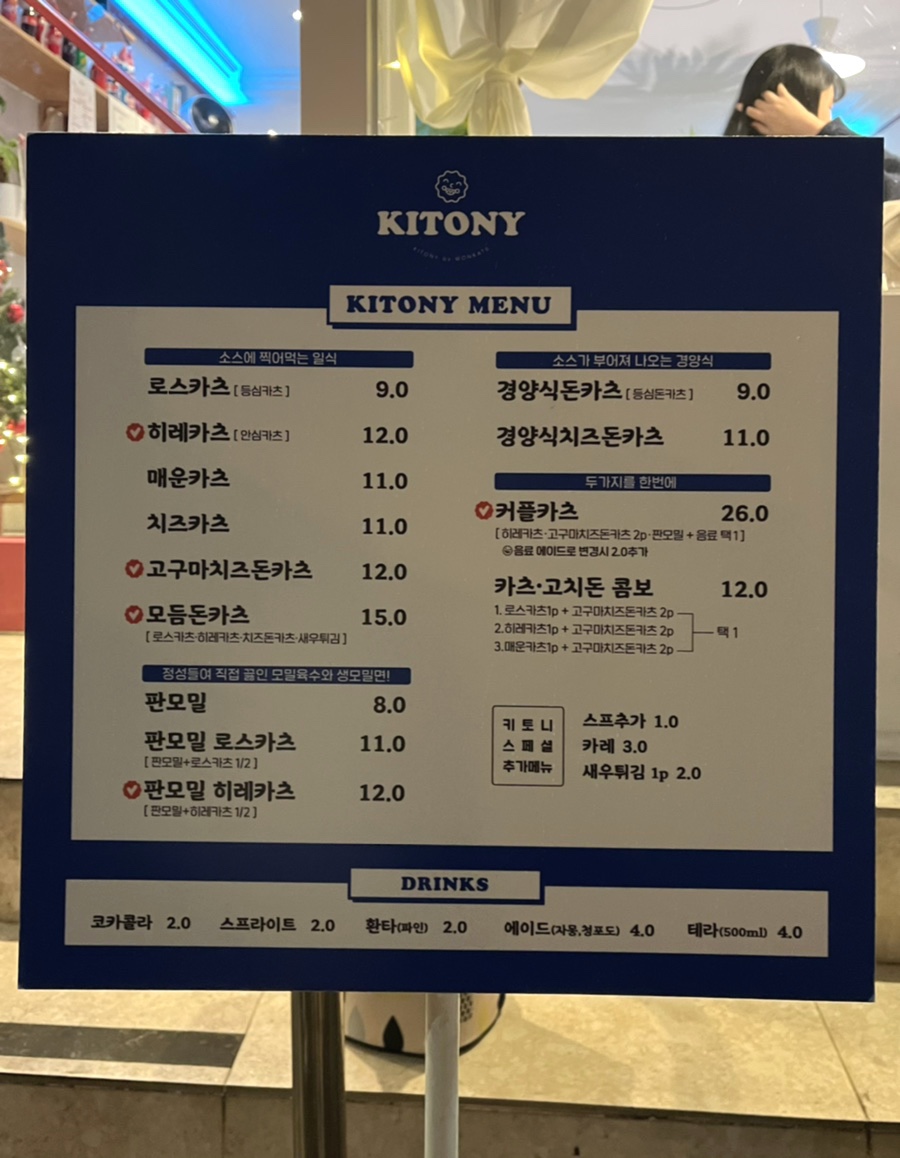 KITONY
KITONY BY WONKATS
KITONY MENU
소스에 찍어먹는 일식
로스카츠 [ 등심카츠 ] 9.0
히레카츠 [ 안심카츠 ] 12.0
매운카츠 11.0
치즈카츠 11.0
고구마치즈돈카츠 12.0
모듬돈카츠 15.0
[ 로스카츠·히레카츠·치즈돈카츠·새우튀김 ]
정성들여 직접 끓인 모밀육수와 생모밀면!
판모밀 8.0
판모밀 로스카츠 11.0
[ 판모밀+로스카츠 1/2 ]
판모밀 히레카츠 12.0
[ 판모밀+히레카츠 1/2 ]
소스가 부어져 나오는 경양식
경양식돈카츠 [ 등심돈카츠 ] 9.0
경양식치즈돈카츠 11.0
두가지를 한번에
커플카츠 26.0
[ 히레카츠·고구마치즈돈카츠 2p·판모밀 + 음료 택1 ]
음료 에이드로 변경시 2.0추가
카츠·고치돈 콤보 12.0
1. 로스카츠1p + 고구마치즈돈카츠 2p
2.히레카츠1p + 고구마치즈돈카츠 2p
3.매운카츠1p + 고구마치즈돈카츠 2p
택 1
키토니
스페셜
추가메뉴
스프추가 1.0
카레 3.0
새우튀김 1p 2.0
DRINKS
코카콜라 2.0 스프라이트 2.0 환타(파인) 2.0 에이드(자몽,청포도) 4.0 테라(500ml) 4.0